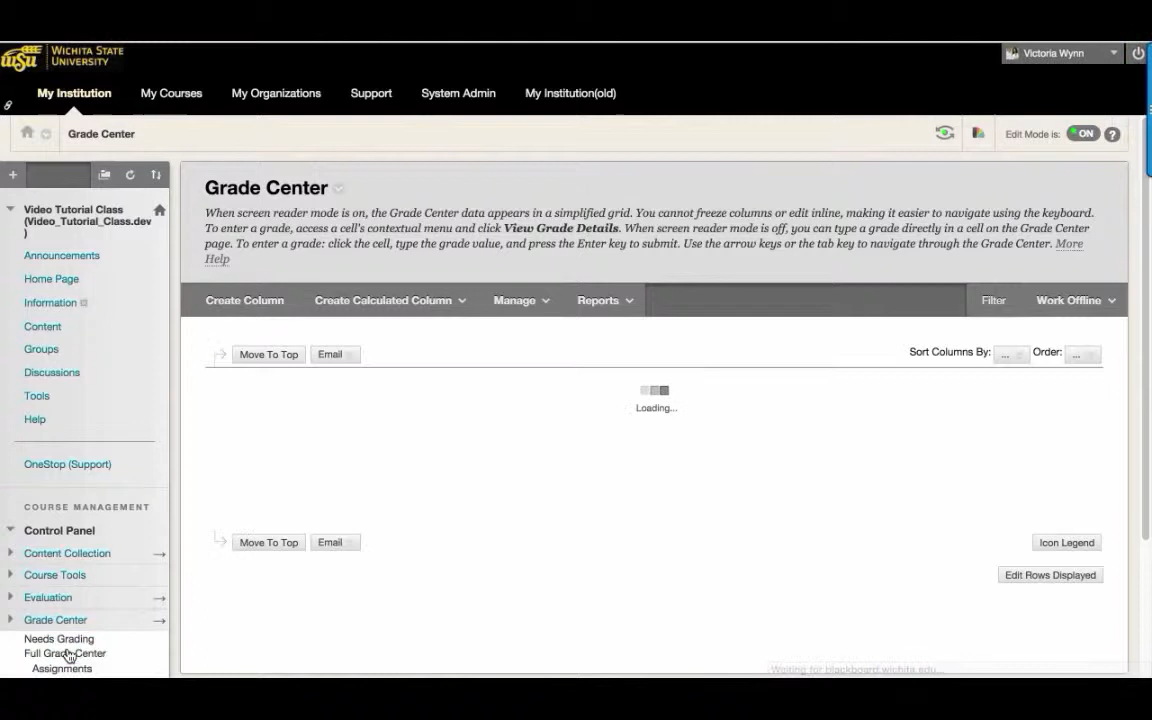 WICHITA STATE
UNIVERSITY
Victoria Wynn
My Institution My Courses My Organizations Support System Admin My Institution(old)
Grade Center
Edit Mode is: ON ?
Video Tutorial Class
(Video_Tutorial_Class.dev
)
Announcements
Home Page
Information
Content
Groups
Discussions
Tools
Help
OneStop (Support)
COURSE MANAGEMENT
Control Panel
Content Collection
Course Tools
Evaluation
Grade Center
Needs Grading
Full Grade Center
Assignments
Grade Center
When screen reader mode is on, the Grade Center data appears in a simplified grid. You cannot freeze columns or edit inline, making it easier to navigate using the keyboard.
To enter a grade, access a cell's contextual menu and click View Grade Details. When screen reader mode is off, you can type a grade directly in a cell on the Grade Center
page. To enter a grade: click the cell, type the grade value, and press the Enter key to submit. Use the arrow keys or the tab key to navigate through the Grade Center. More
Help
Create Column Create Calculated Column Manage Reports Filter Work Offline
Move To Top Email Sort Columns By: ... Order: ...
Loading...
Move To Top Email Icon Legend
Edit Rows Displayed
Waiting for blackboard.wichita.edu...